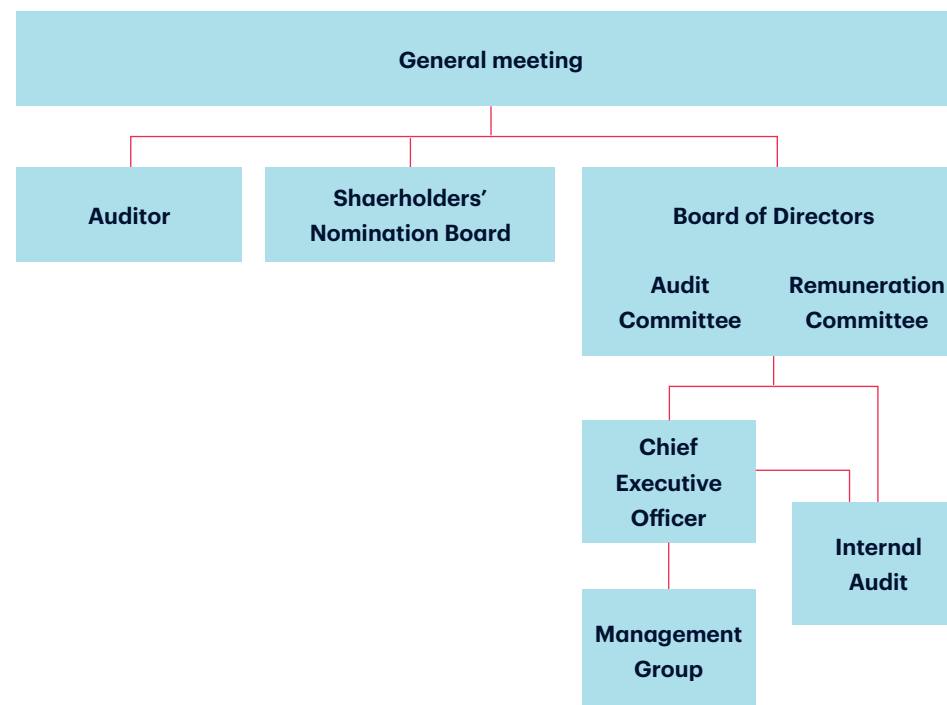 General meeting
Auditor
Shaerholders’
Nomination Board
Board of Directors
Audit
Committee
Remuneration
Committee
Chief
Executive
Officer
Internal
Audit
Management
Group